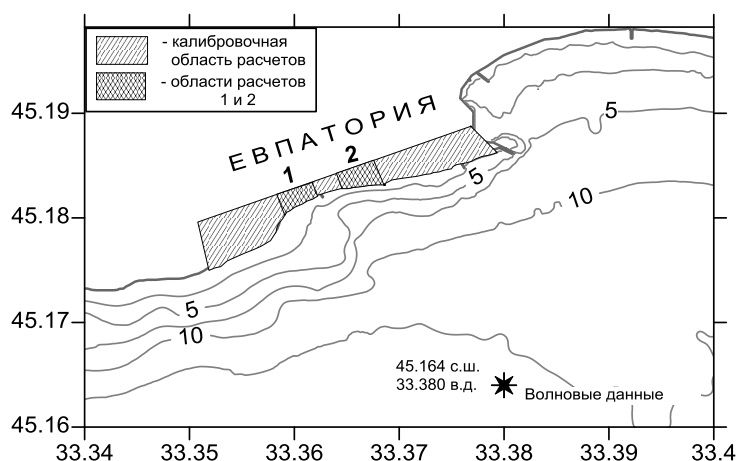 - калибровочная
область расчетов
- области расчетов
1 и 2
45.19
5
ЕВПАТОРИЯ
1
2
5
10
45.18
5
10
45.17
45.164 с.ш.
33.380 в.д.
Волновые данные
45.16
33.34 33.35 33.36 33.37 33.38 33.39 33.4